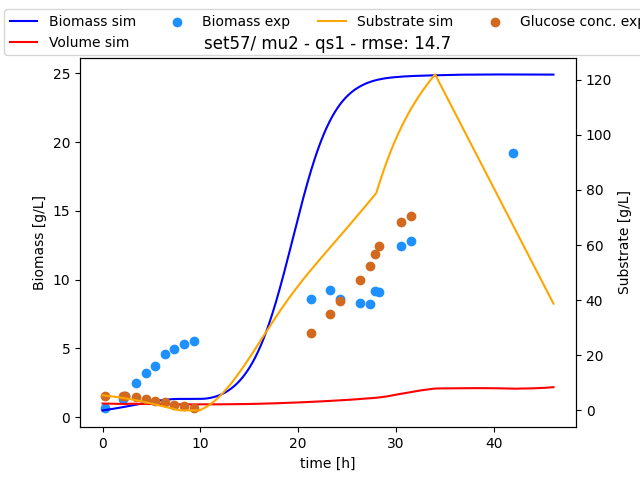 Biomass sim Biomass exp Substrate sim Glucose conc. exp
Volume sim
set57/ mu2 - qs1 - rmse: 14.7
25
20
15
10
5
0
Biomass [g/L]
120
100
80
60
40
20
0
Substrate [g/L]
0 10 20 30 40
time [h]